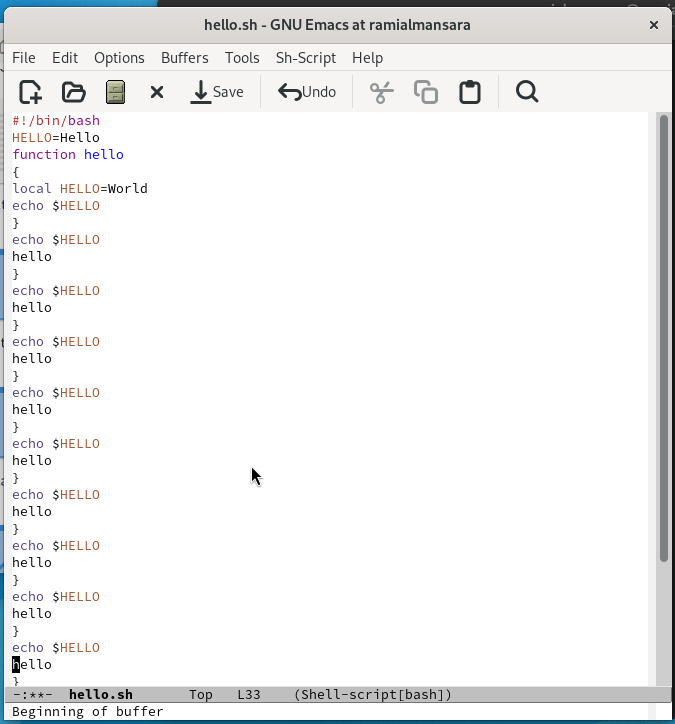 hello.sh - GNU Emacs at ramialmansara
File Edit Options Buffers Tools Sh-Script Help
Save Undo
#!/bin/bash
HELLO=Hello
function hello
{
local HELLO=World
echo $HELLO
}
echo $HELLO
hello
}
echo $HELLO
hello
}
echo $HELLO
hello
}
echo $HELLO
hello
}
echo $HELLO
hello
}
echo $HELLO
hello
}
echo $HELLO
hello
}
echo $HELLO
hello
}
echo $HELLO
hello
}
-:**- hello.sh Top L33 (Shell-script[bash])
Beginning of buffer